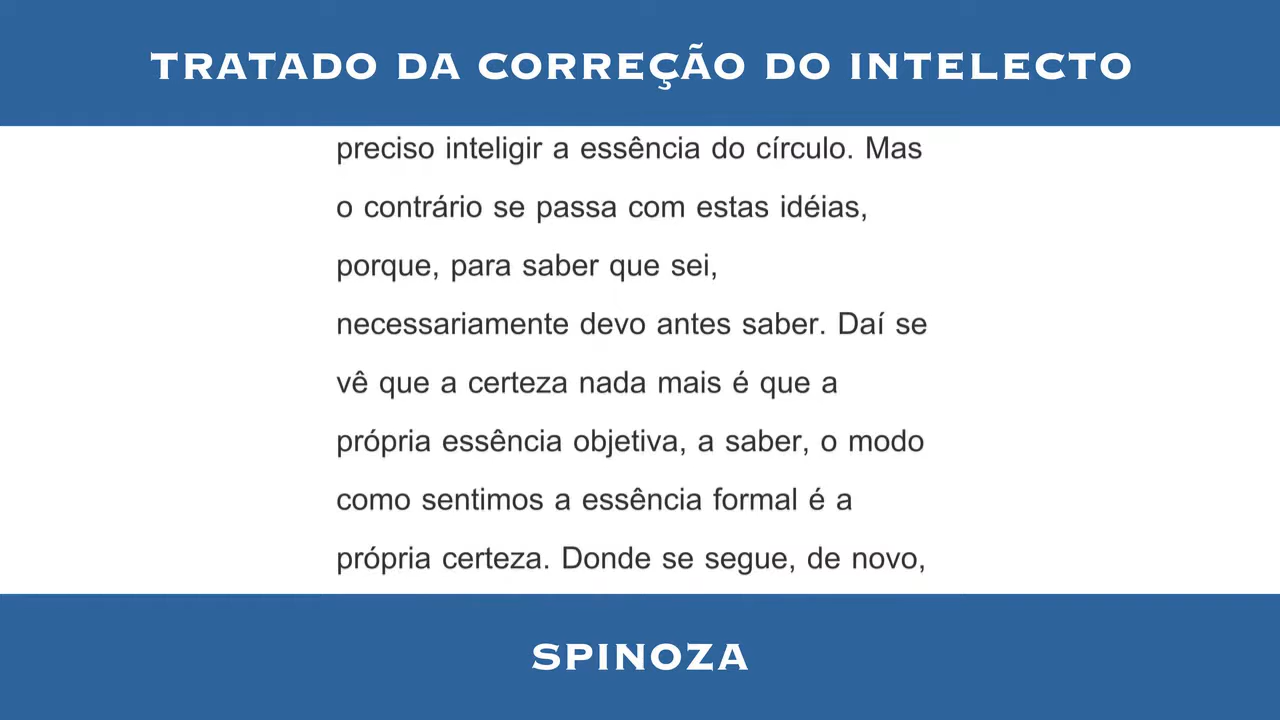 TRATADO DA CORREÇÃO DO INTELECTO
preciso inteligir a essência do círculo. Mas
o contrário se passa com estas idéias,
porque, para saber que sei,
necessariamente devo antes saber. Daí se
vê que a certeza nada mais é que a
própria essência objetiva, a saber, o modo
como sentimos a essência formal é a
própria certeza. Donde se segue, de novo,
SPINOZA